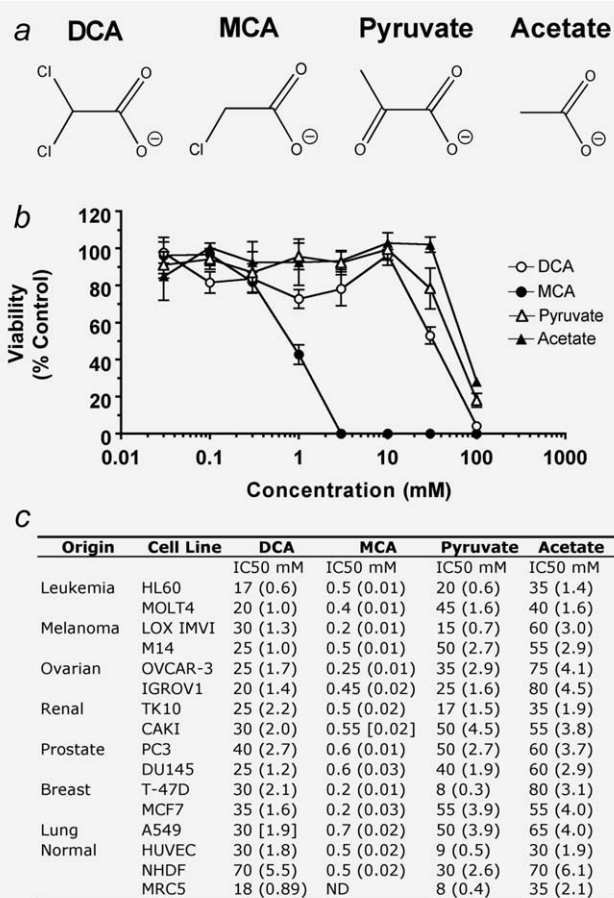 a DCA MCA Pyruvate Acetate
Cl O O O O
Cl O⊖ Cl O⊖ O O⊖ O⊖
b
120
100
80
60
40
20
0
Viability
(% Control)
0.01 0.1 1 10 100 1000
Concentration (mM)
DCA
MCA
Pyruvate
Acetate
c
Origin Cell Line DCA MCA Pyruvate Acetate
IC50 mM IC50 mM IC50 mM IC50 mM
Leukemia HL60 17 (0.6) 0.5 (0.01) 20 (0.6) 35 (1.4)
MOLT4 20 (1.0) 0.4 (0.01) 45 (1.6) 40 (1.6)
Melanoma LOX IMVI 30 (1.3) 0.2 (0.01) 15 (0.7) 60 (3.0)
M14 25 (1.0) 0.5 (0.01) 50 (2.7) 55 (2.9)
Ovarian OVCAR-3 25 (1.7) 0.25 (0.01) 35 (2.9) 75 (4.1)
IGROV1 20 (1.4) 0.45 (0.02) 25 (1.6) 80 (4.5)
Renal TK10 25 (2.2) 0.5 (0.02) 17 (1.5) 35 (1.9)
CAKI 30 (2.0) 0.55 [0.02] 50 (4.5) 55 (3.8)
Prostate PC3 40 (2.7) 0.6 (0.01) 50 (2.7) 60 (3.7)
DU145 25 (1.2) 0.6 (0.03) 40 (1.9) 60 (2.9)
Breast T-47D 30 (2.1) 0.2 (0.01) 8 (0.3) 80 (3.1)
MCF7 35 (1.6) 0.2 (0.03) 55 (3.9) 55 (4.0)
Lung A549 30 [1.9] 0.7 (0.02) 50 (3.9) 65 (4.0)
Normal HUVEC 30 (1.8) 0.5 (0.02) 9 (0.5) 30 (1.9)
NHDF 70 (5.5) 0.5 (0.02) 30 (2.6) 70 (6.1)
MRC5 18 (0.89) ND 8 (0.4) 35 (2.1)